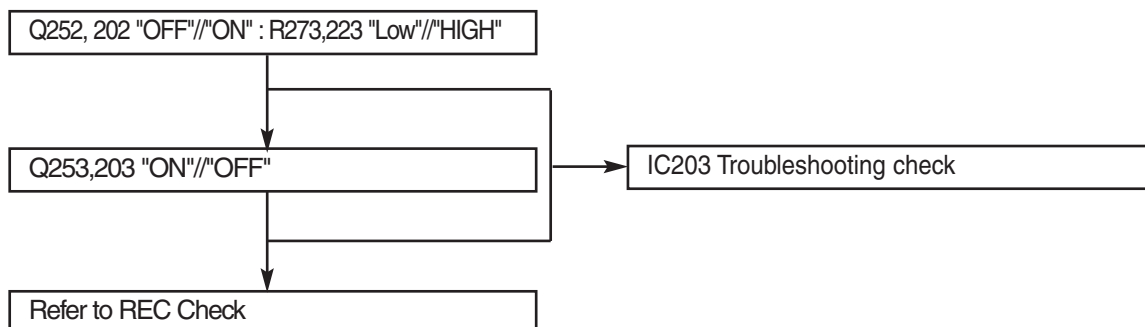 Q252, 202 "OFF"//"ON" : R273,223 "Low"//"HIGH"
Q253,203 "ON"//"OFF"
IC203 Troubleshooting check
Refer to REC Check